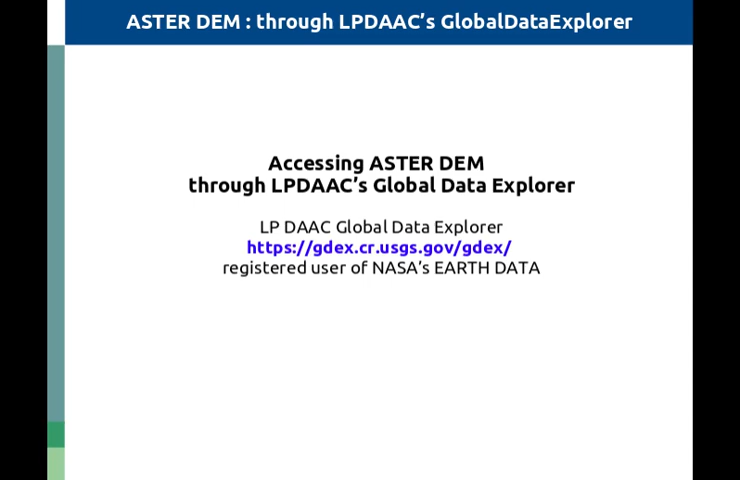 ASTER DEM : through LPDAAC's GlobalDataExplorer
Accessing ASTER DEM
through LPDAAC's Global Data Explorer
LP DAAC Global Data Explorer
https://gdex.cr.usgs.gov/gdex/
registered user of NASA's EARTH DATA